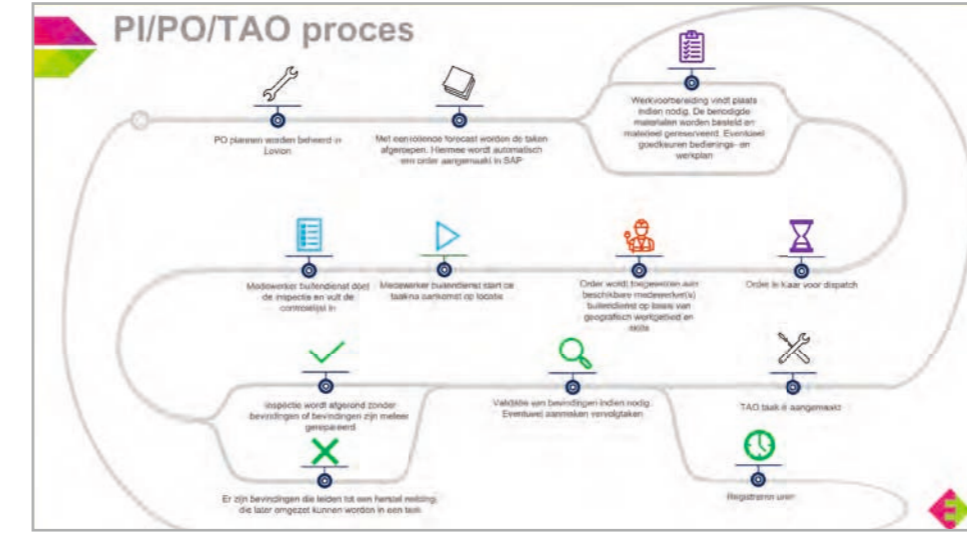 PI/PO/TAO proces
PO plannen worden beheerd in
Lovion
Met een rollende forecast worden de taken
afgeroepen. Hiermee wordt automatisch
een order aangemaakt in SAP
Werkvoorbereiding vindt plaats
indien nodig. De benodigde
materialen worden besteld en
materieel gereserveerd. Eventueel
goedkeuren bedienings- en
werkplan
Medewerker buitendienst doet
de inspectie en vult de
controlelijst in
Medewerker buitendienst start de
taak na aankomst op locatie
Order wordt toegewezen aan
beschikbare medewerker(s)
buitendienst op basis van
geografisch werkgebied en
skills
Order is klaar voor dispatch
Inspectie wordt afgerond zonder
bevindingen of bevindingen zijn meteen
gerepareerd
Validatie van bevindingen indien nodig.
Eventueel aanmaken vervolgtaken
TAO taak is aangemaakt
Er zijn bevindingen die leiden tot een herstel melding,
die later omgezet kunnen worden in een taak
Registreren uren